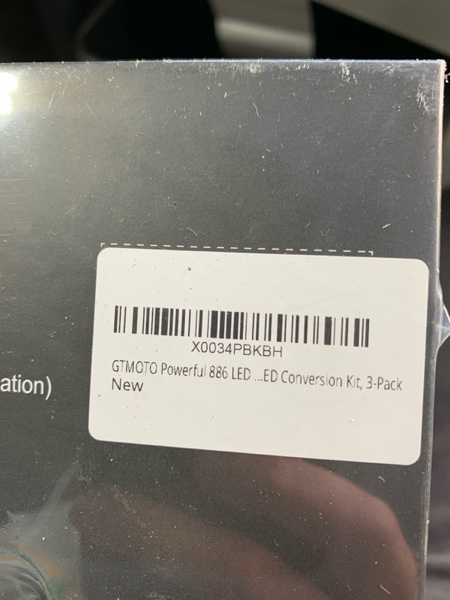 X0034PBKBH
GTMOTO Powerful 886 LED ...ED Conversion Kit, 3-Pack
New
ation)